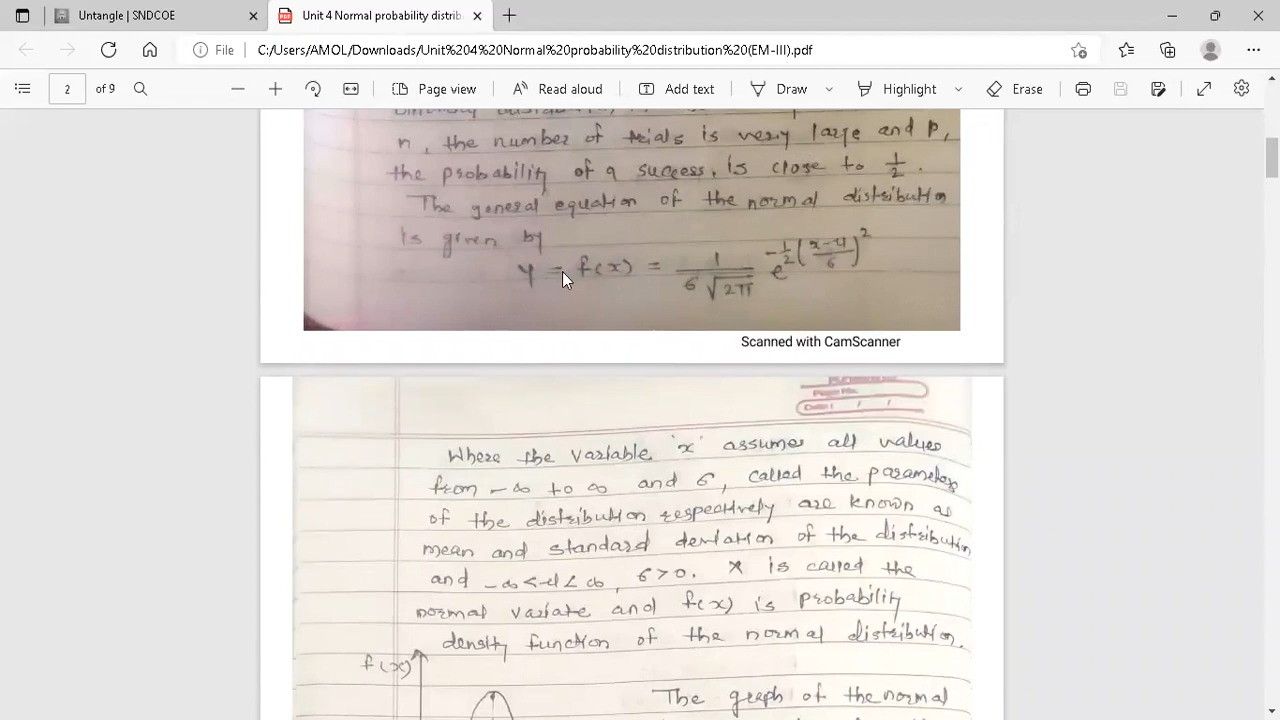 Untangle | SNDCOE
Unit 4 Normal probability distrib
File
C:/Users/AMOL/Downloads/Unit%204%20Normal%20probability%20distribution%20(EM-III).pdf
2 of 9
Page view
Read aloud
Add text
Draw
Highlight
Erase
n, the number of trials is very large and p,
the probability of a success, is close to 1/2.
The general equation of the normal distribution
is given by
y = f(x) = 1/(σ√2π) e^(-1/2((x-μ)/σ)^2)
Scanned with CamScanner
Page No.
Date: / /
Where the variable 'x' assumes all values
from -∞ to ∞ and σ, called the parameters
of the distribution respectively are known as
mean and standard deviation of the distribution
and -∞<μ<∞, σ>0. x is called the
normal variate and f(x) is probability
density function of the normal distribution.
f(x)
The graph of the normal